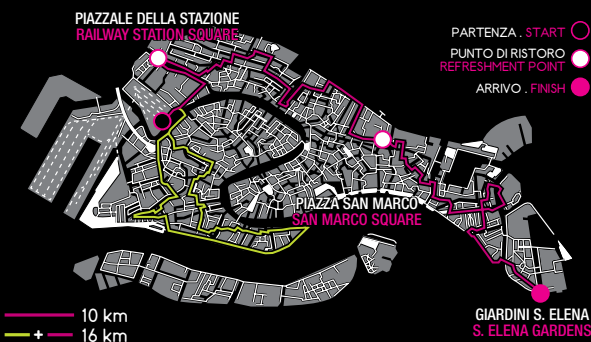 PIAZZALE DELLA STAZIONE
RAILWAY STATION SQUARE
PARTENZA . START
PUNTO DI RISTORO
REFRESHMENT POINT
ARRIVO . FINISH
PIAZZA SAN MARCO
SAN MARCO SQUARE
GIARDINI S. ELENA
S. ELENA GARDENS
10 km
+ 16 km